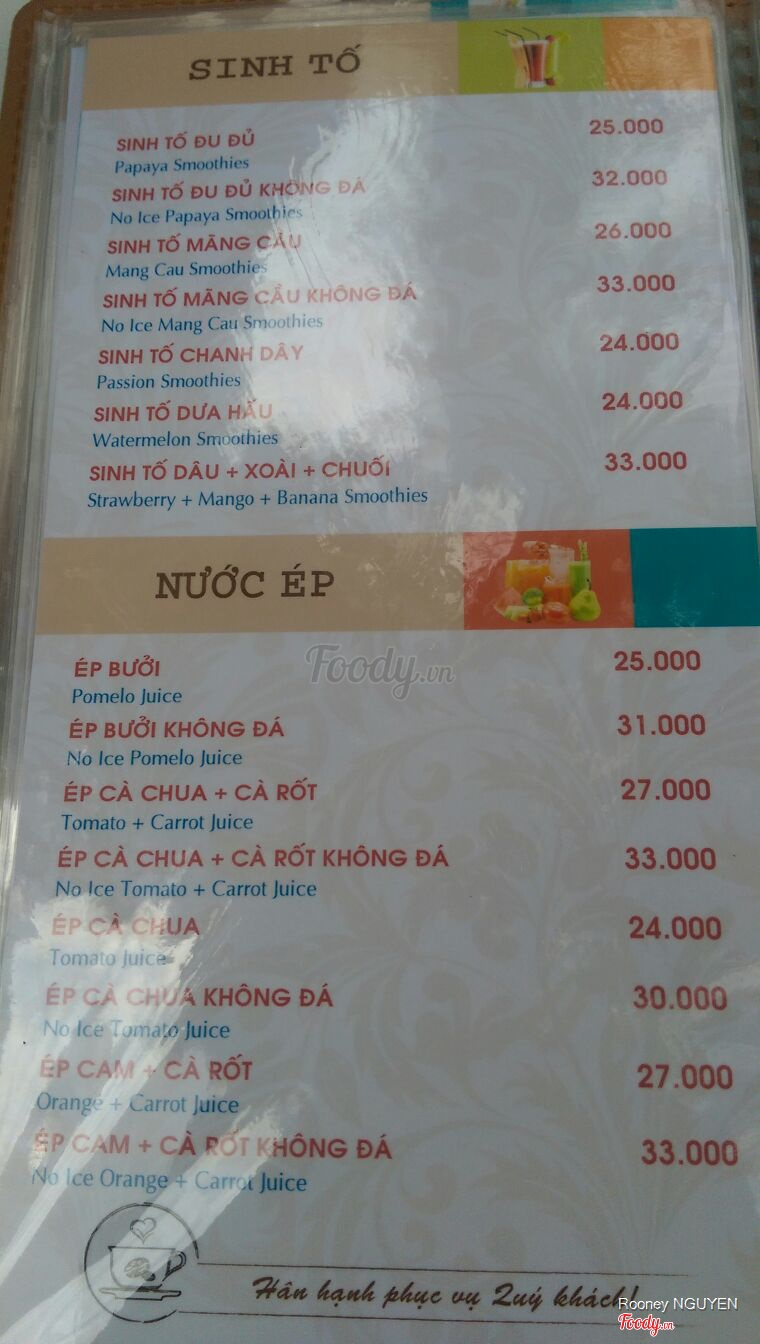 SINH TỐ
SINH TỐ ĐU ĐỦ 25.000
Papaya Smoothies
SINH TỐ ĐU ĐỦ KHÔNG ĐÁ 32.000
No Ice Papaya Smoothies
SINH TỐ MÃNG CẦU 26.000
Mang Cau Smoothies
SINH TỐ MÃNG CẦU KHÔNG ĐÁ 33.000
No Ice Mang Cau Smoothies
SINH TỐ CHANH DÂY 24.000
Passion Smoothies
SINH TỐ DƯA HẤU 24.000
Watermelon Smoothies
SINH TỐ DÂU + XOÀI + CHUỐI 33.000
Strawberry + Mango + Banana Smoothies
NƯỚC ÉP
ÉP BƯỞI 25.000
Pomelo Juice
ÉP BƯỞI KHÔNG ĐÁ 31.000
No Ice Pomelo Juice
ÉP CÀ CHUA + CÀ RỐT 27.000
Tomato + Carrot Juice
ÉP CÀ CHUA + CÀ RỐT KHÔNG ĐÁ 33.000
No Ice Tomato + Carrot Juice
ÉP CÀ CHUA 24.000
Tomato Juice
ÉP CÀ CHUA KHÔNG ĐÁ 30.000
No Ice Tomato Juice
ÉP CAM + CÀ RỐT 27.000
Orange + Carrot Juice
ÉP CAM + CÀ RỐT KHÔNG ĐÁ 33.000
No Ice Orange + Carrot Juice
Hân hạnh phục vụ Quý khách!
Foody.vn
Rooney NGUYEN
Foody.vn